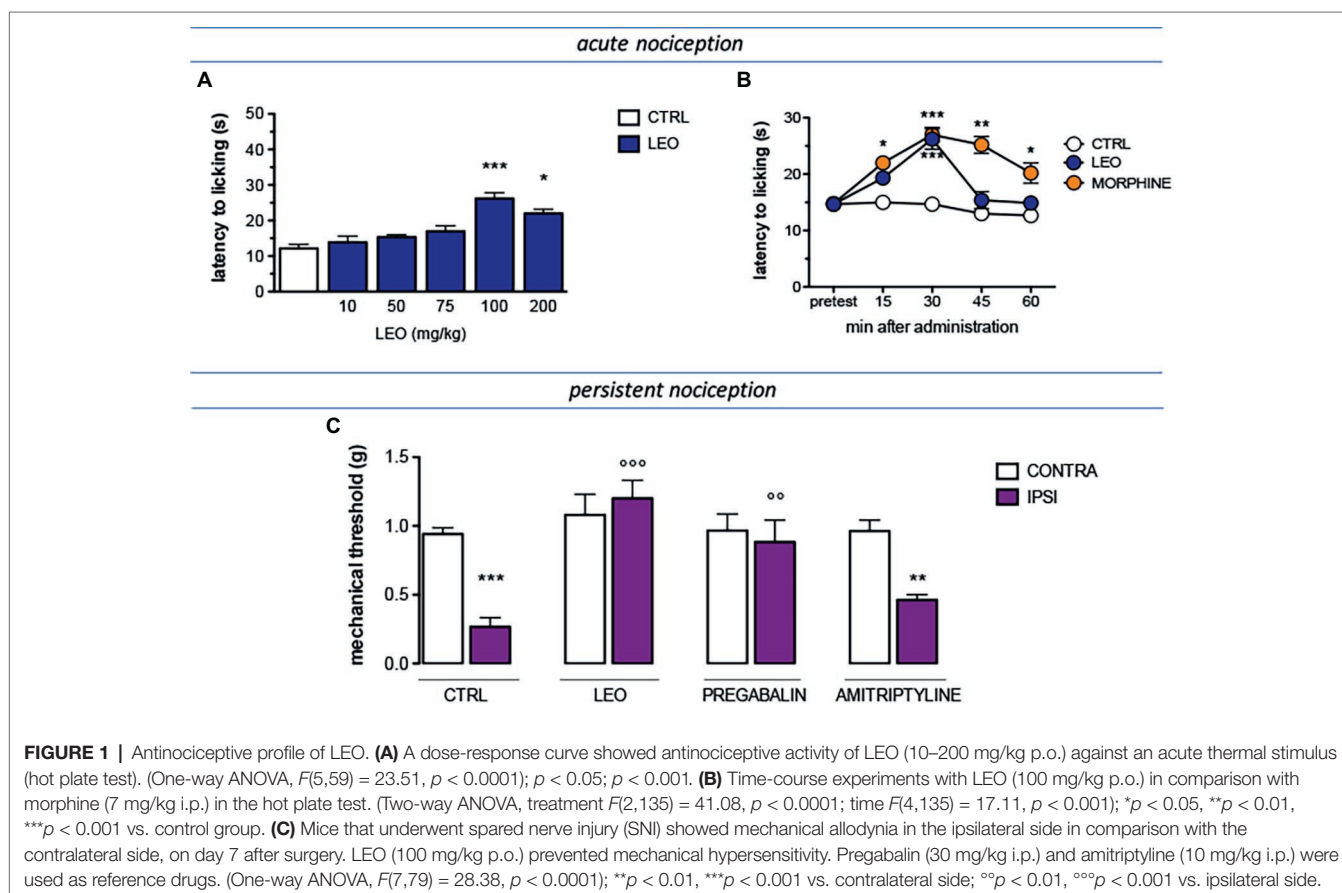 acute nociception
A
50
40
30
20
10
0
latency to licking (s)
***
*
10 50 75 100 200
LEO (mg/kg)
CTRL
LEO
B
30
20
10
0
latency to licking (s)
*
***
***
**
*
pretest 15 30 45 60
min after administration
CTRL
LEO
MORPHINE
persistent nociception
C
1.5
1.0
0.5
0.0
mechanical threshold (g)
***
°°°
°°
**
CTRL LEO PREGABALIN AMITRIPTYLINE
CONTRA
IPSI
FIGURE 1 | Antinociceptive profile of LEO. (A) A dose-response curve showed antinociceptive activity of LEO (10–200 mg/kg p.o.) against an acute thermal stimulus
(hot plate test). (One-way ANOVA, F(5,59) = 23.51, p < 0.0001); p < 0.05; p < 0.001. (B) Time-course experiments with LEO (100 mg/kg p.o.) in comparison with
morphine (7 mg/kg i.p.) in the hot plate test. (Two-way ANOVA, treatment F(2,135) = 41.08, p < 0.0001; time F(4,135) = 17.11, p < 0.001); *p < 0.05, **p < 0.01,
***p < 0.001 vs. control group. (C) Mice that underwent spared nerve injury (SNI) showed mechanical allodynia in the ipsilateral side in comparison with the
contralateral side, on day 7 after surgery. LEO (100 mg/kg p.o.) prevented mechanical hypersensitivity. Pregabalin (30 mg/kg i.p.) and amitriptyline (10 mg/kg i.p.) were
used as reference drugs. (One-way ANOVA, F(7,79) = 28.38, p < 0.0001); **p < 0.01, ***p < 0.001 vs. contralateral side; °°p < 0.01, °°°p < 0.001 vs. ipsilateral side.